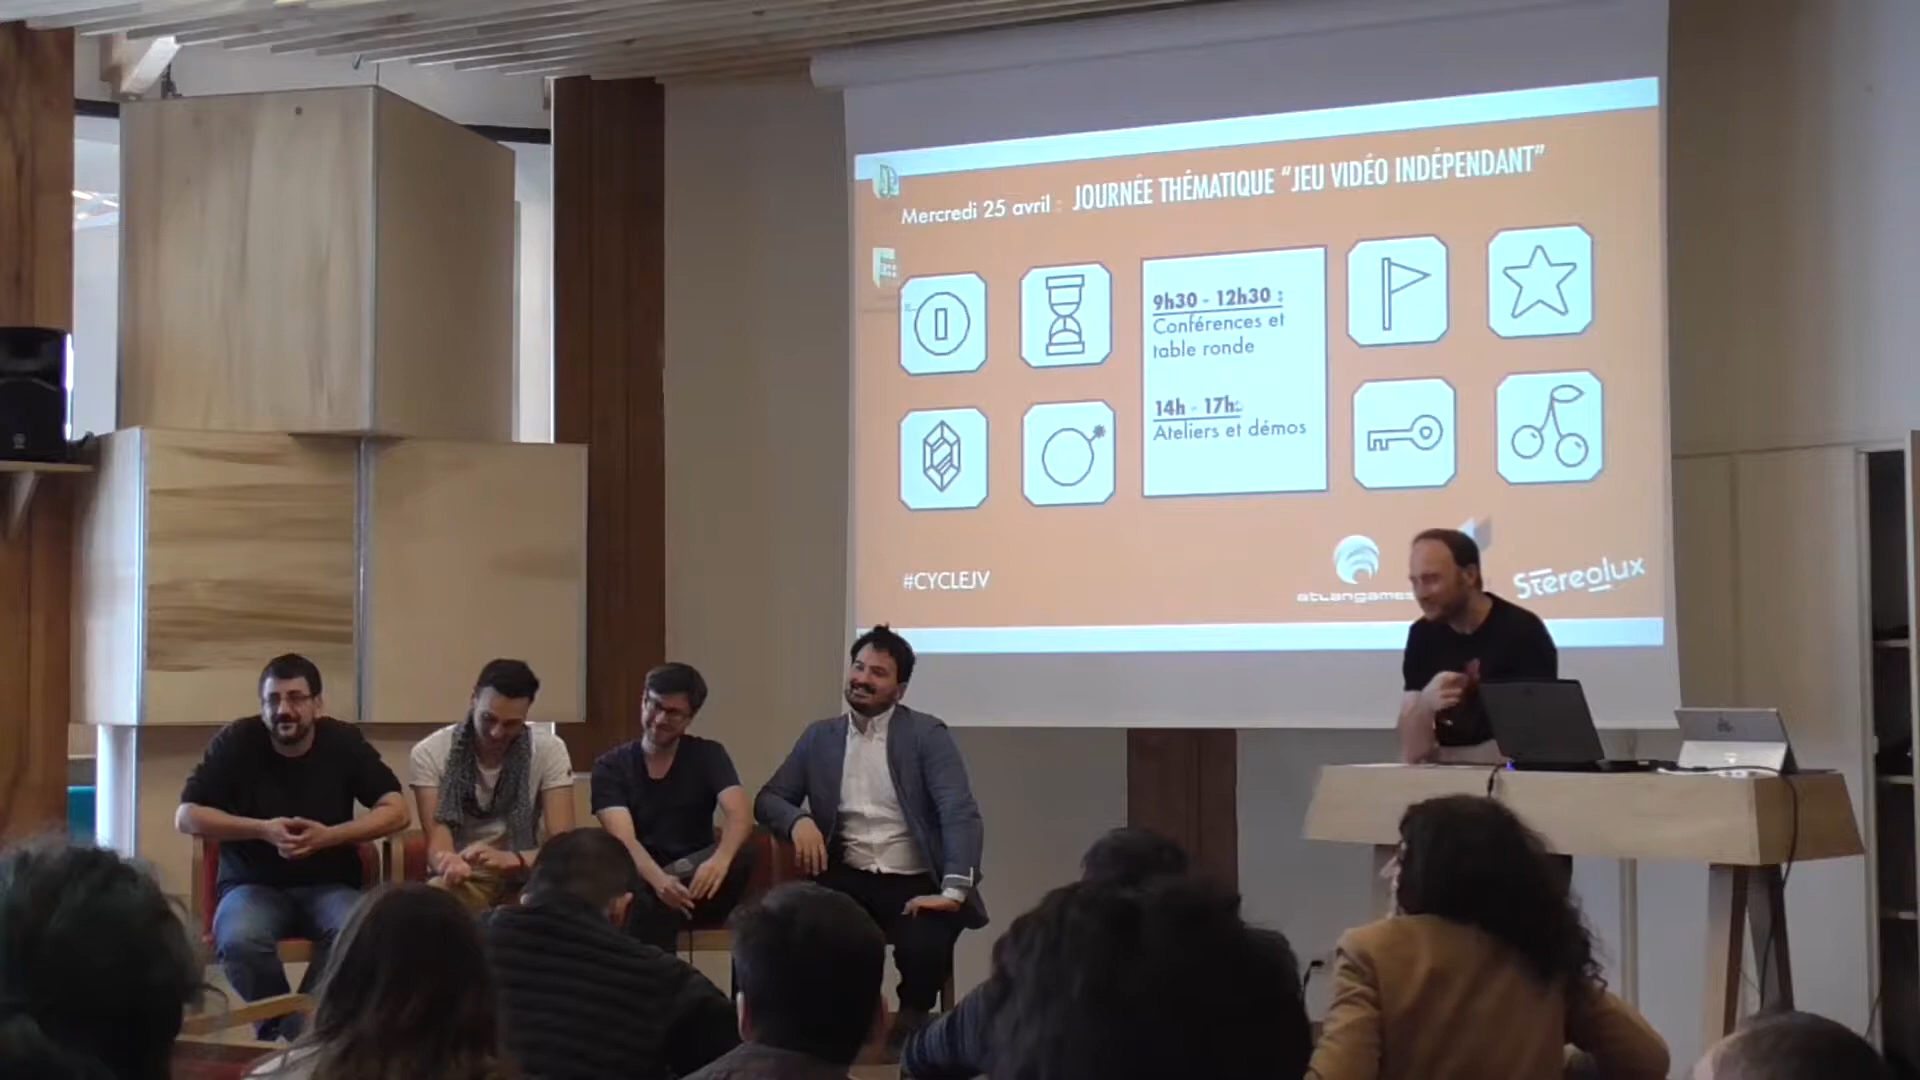 Mercredi 25 avril : JOURNÉE THÉMATIQUE "JEU VIDÉO INDÉPENDANT"
9h30 - 12h30 :
Conférences et
table ronde
14h - 17h:
Ateliers et démos
#CYCLEJV
atlangames
Stereolux